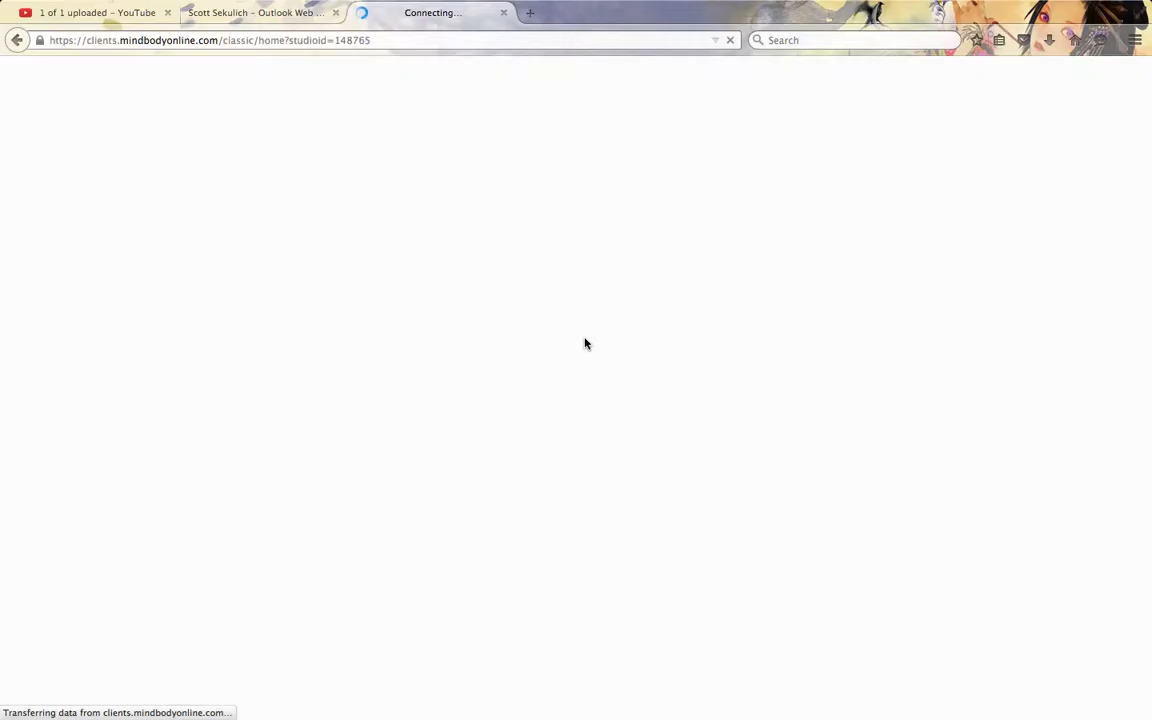 1 of 1 uploaded - YouTube
Scott Sekulich - Outlook Web ...
Connecting...
https://clients.mindbodyonline.com/classic/home?studioid=148765
Search
Transferring data from clients.mindbodyonline.com...